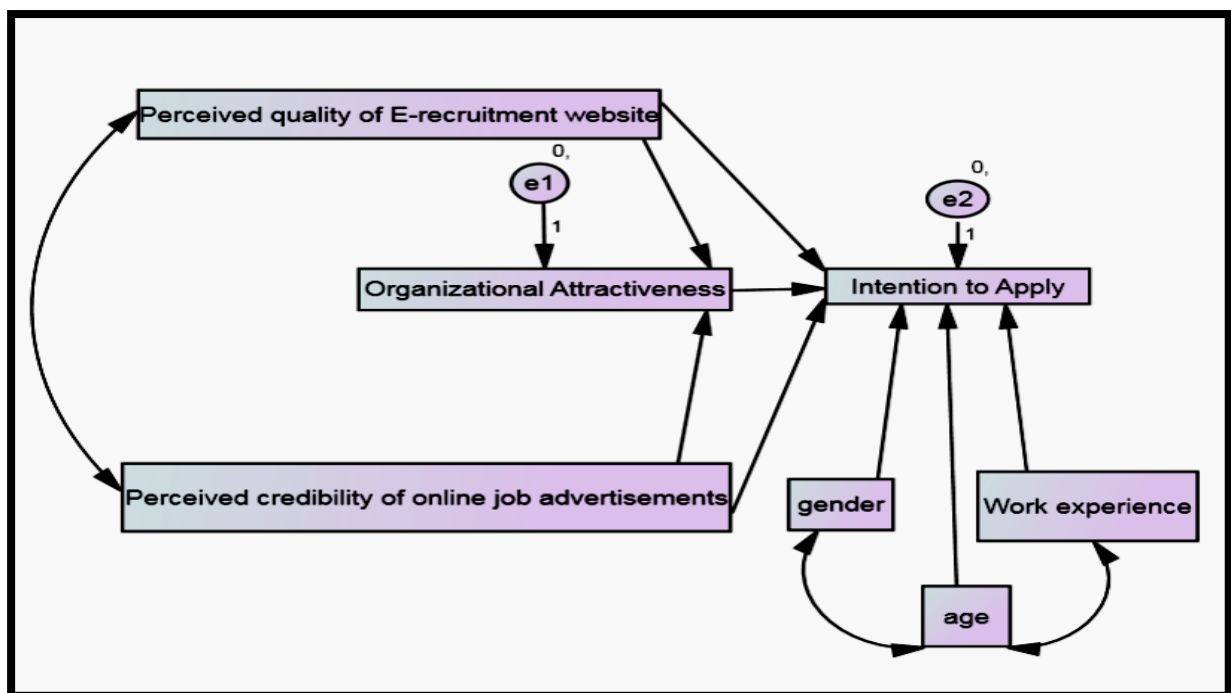 Perceived quality of E-recruitment website
0,
e1
1
0,
e2
1
Organizational Attractiveness
Intention to Apply
Perceived credibility of online job advertisements
gender
Work experience
age